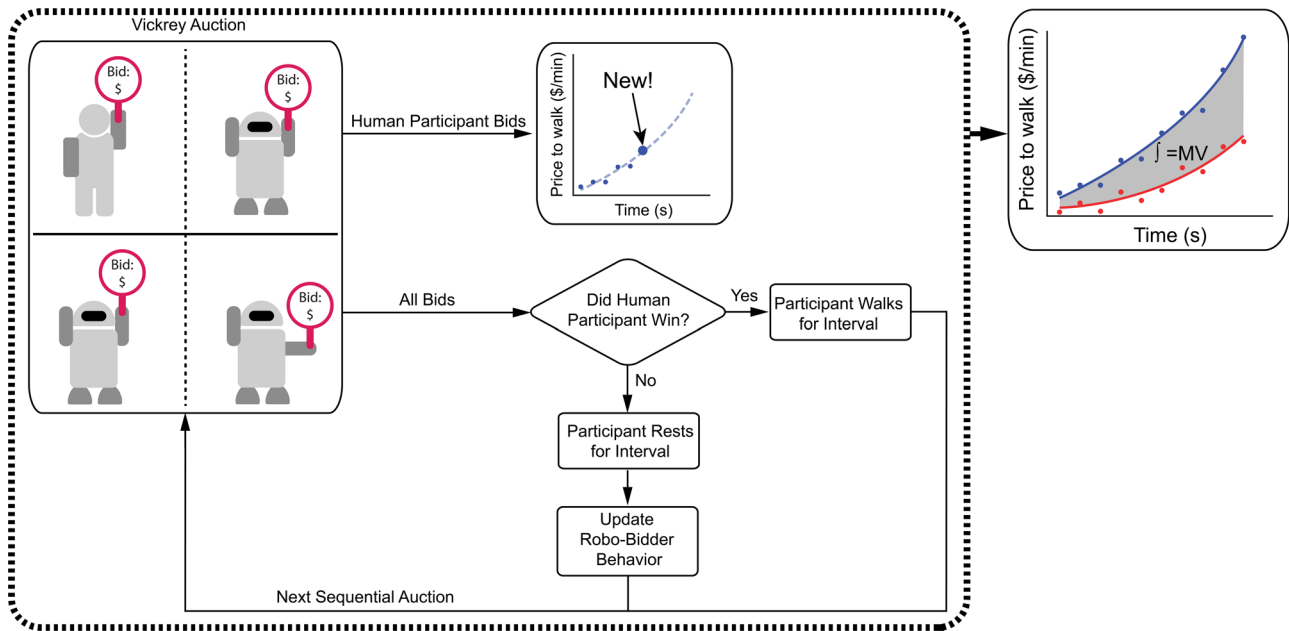 Vickrey Auction
Bid:
$
Bid:
$
Bid:
$
Bid:
$
Human Participant Bids
Price to walk ($/min)
New!
Time (s)
All Bids
Did Human
Participant Win?
Yes
Participant Walks
for Interval
No
Participant Rests
for Interval
Update
Robo-Bidder
Behavior
Next Sequential Auction
Price to walk ($/min)
∫ =MV
Time (s)